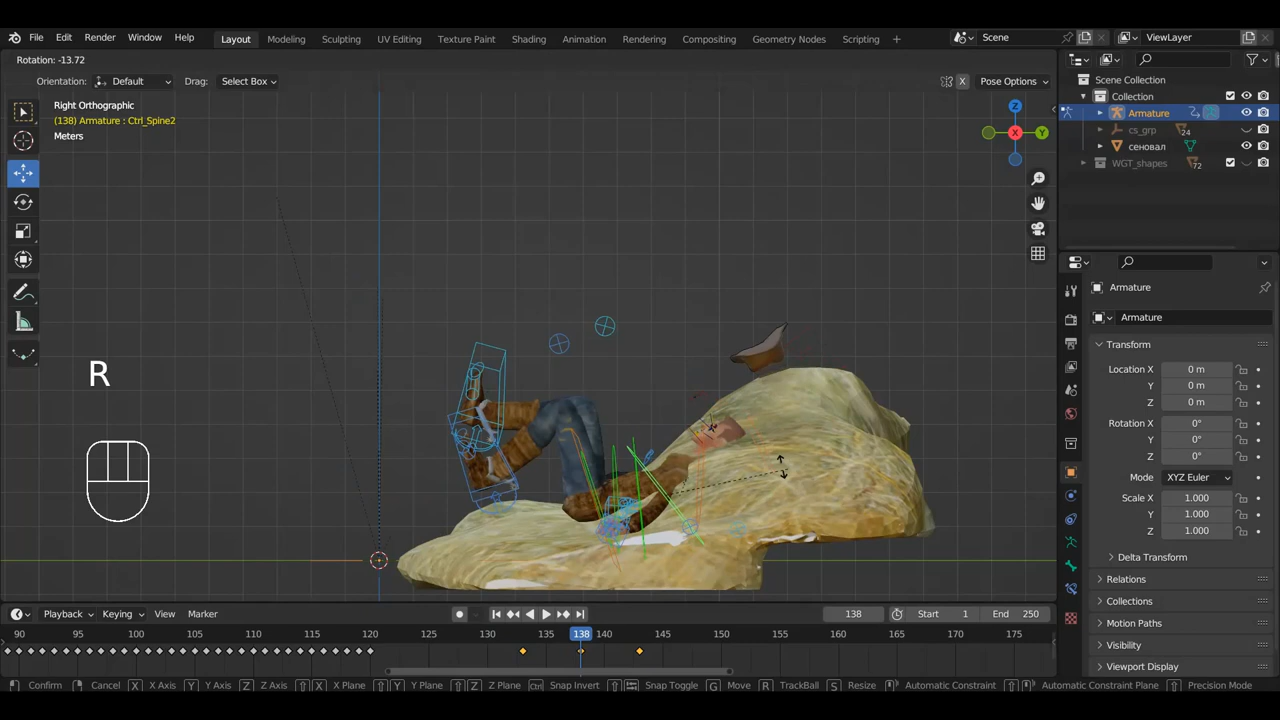 File Edit Render Window Help Layout Modeling Sculpting UV Editing Texture Paint Shading Animation Rendering Compositing Geometry Nodes Scripting + Scene ViewLayer
Rotation: -13.72
Orientation: Default Drag: Select Box X Pose Options
Right Orthographic
(138) Armature : Ctrl_Spine2
Meters
Z
X
Y
Scene Collection
Collection
Armature
cs_grp 24
сеновал
WGT_shapes 72
Armature
Armature
Transform
Location X 0 m
Y 0 m
Z 0 m
Rotation X 0°
Y 0°
Z 0°
Mode XYZ Euler
Scale X 1.000
Y 1.000
Z 1.000
Delta Transform
Relations
Collections
Motion Paths
Visibility
Viewport Display
R
Playback Keying View Marker 138 Start 1 End 250
90 95 100 105 110 115 120 125 130 135 138 140 145 150 155 160 165 170 175
Confirm Cancel X X Axis Y Y Axis Z Z Axis X X Plane Y Y Plane Z Z Plane Ctrl Snap Invert Snap Toggle G Move R TrackBall S Resize Automatic Constraint Automatic Constraint Plane Precision Mode